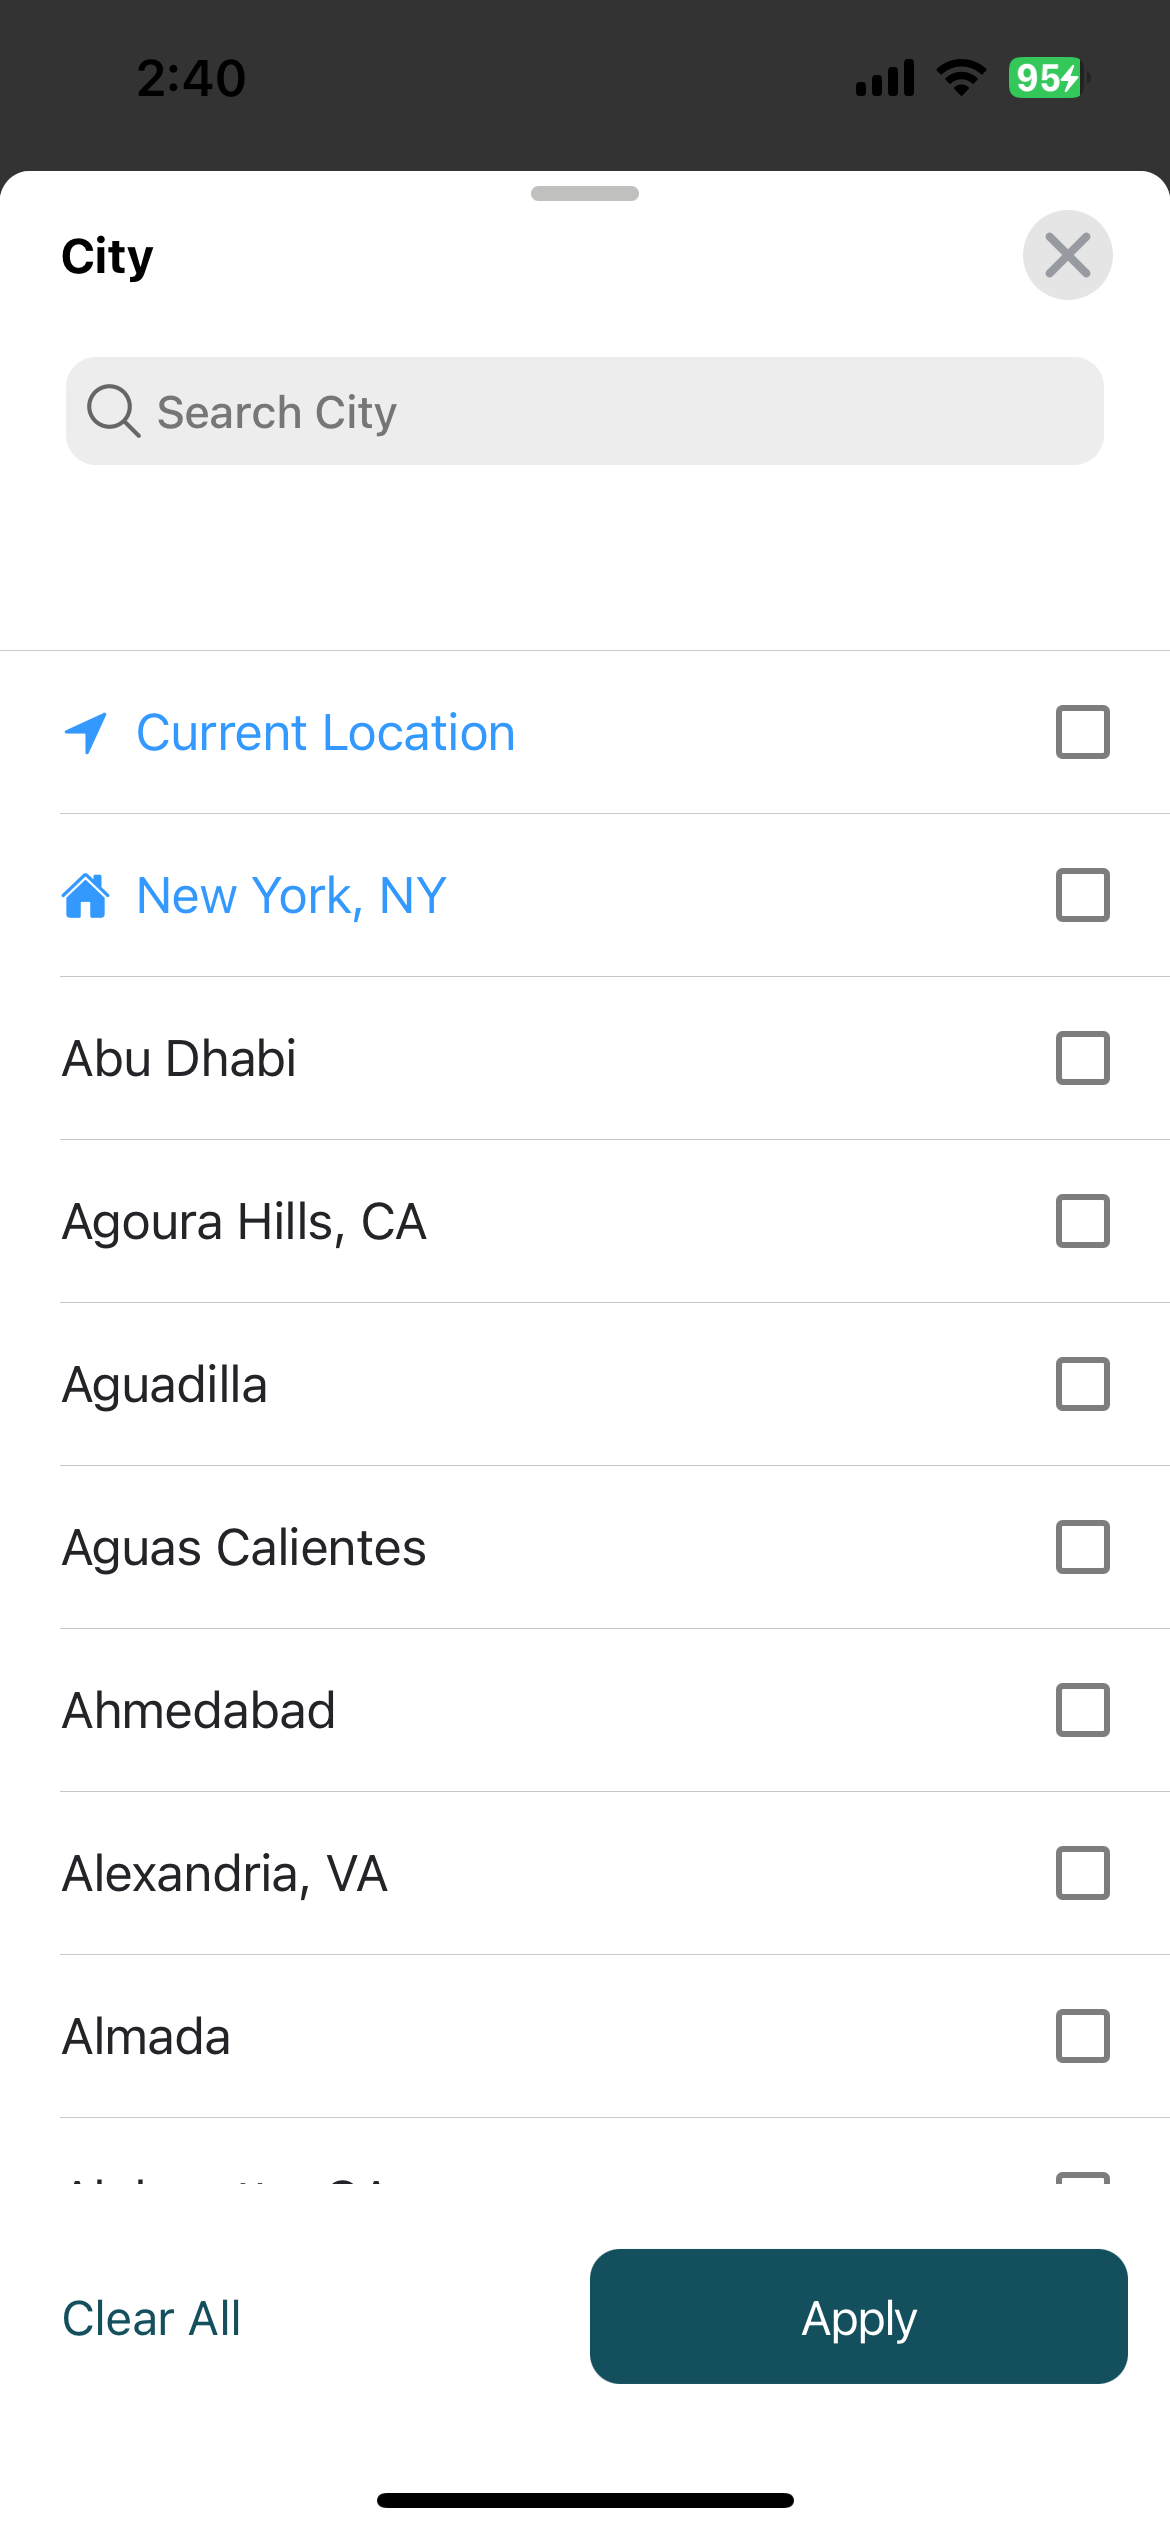 2:40
95
City
Search City
Current Location
New York, NY
Abu Dhabi
Agoura Hills, CA
Aguadilla
Aguas Calientes
Ahmedabad
Alexandria, VA
Almada
Clear All
Apply